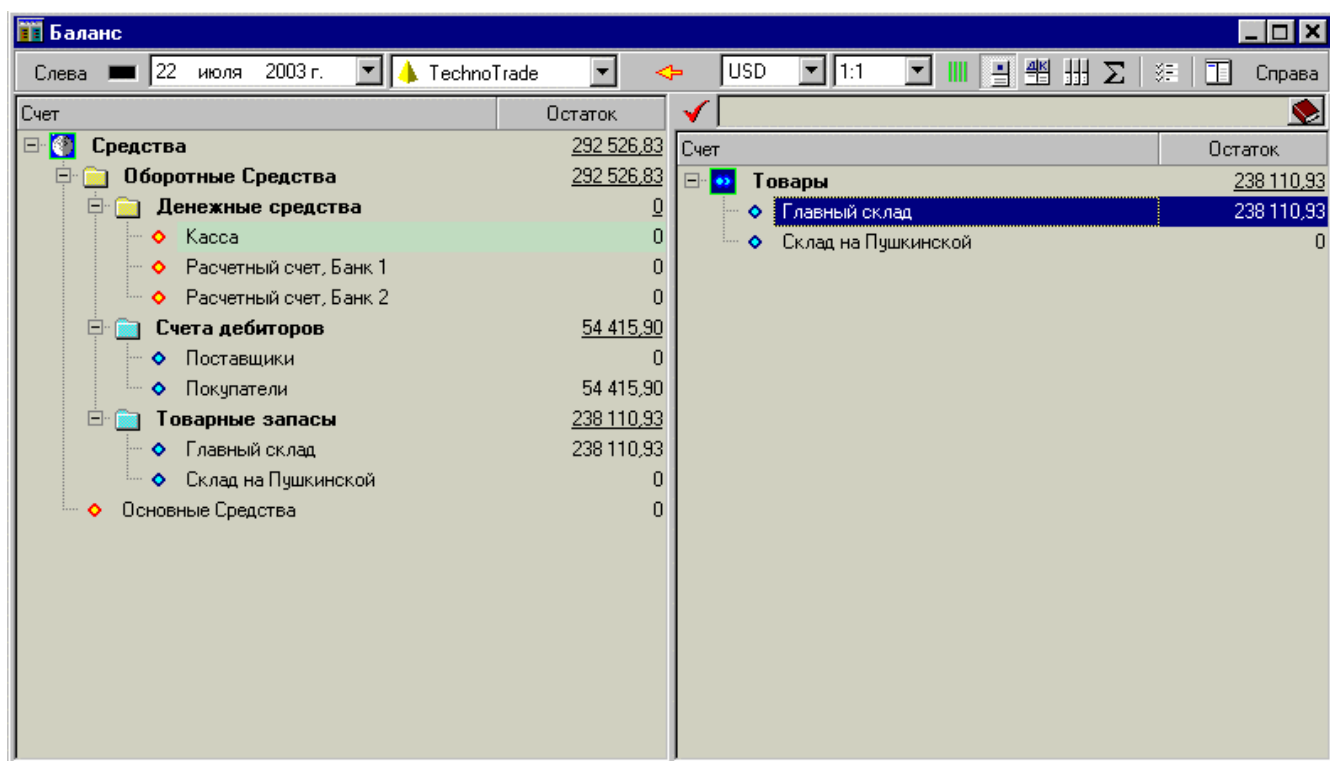 Баланс
Слева 22 июля 2003 г. TechnoTrade USD 1:1 ДК Σ Справа
Счет Остаток
Средства 292 526,83
Оборотные Средства 292 526,83
Денежные средства 0
Касса 0
Расчетный счет, Банк 1 0
Расчетный счет, Банк 2 0
Счета дебиторов 54 415,90
Поставщики 0
Покупатели 54 415,90
Товарные запасы 238 110,93
Главный склад 238 110,93
Склад на Пушкинской 0
Основные Средства 0
Счет Остаток
Товары 238 110,93
Главный склад 238 110,93
Склад на Пушкинской 0